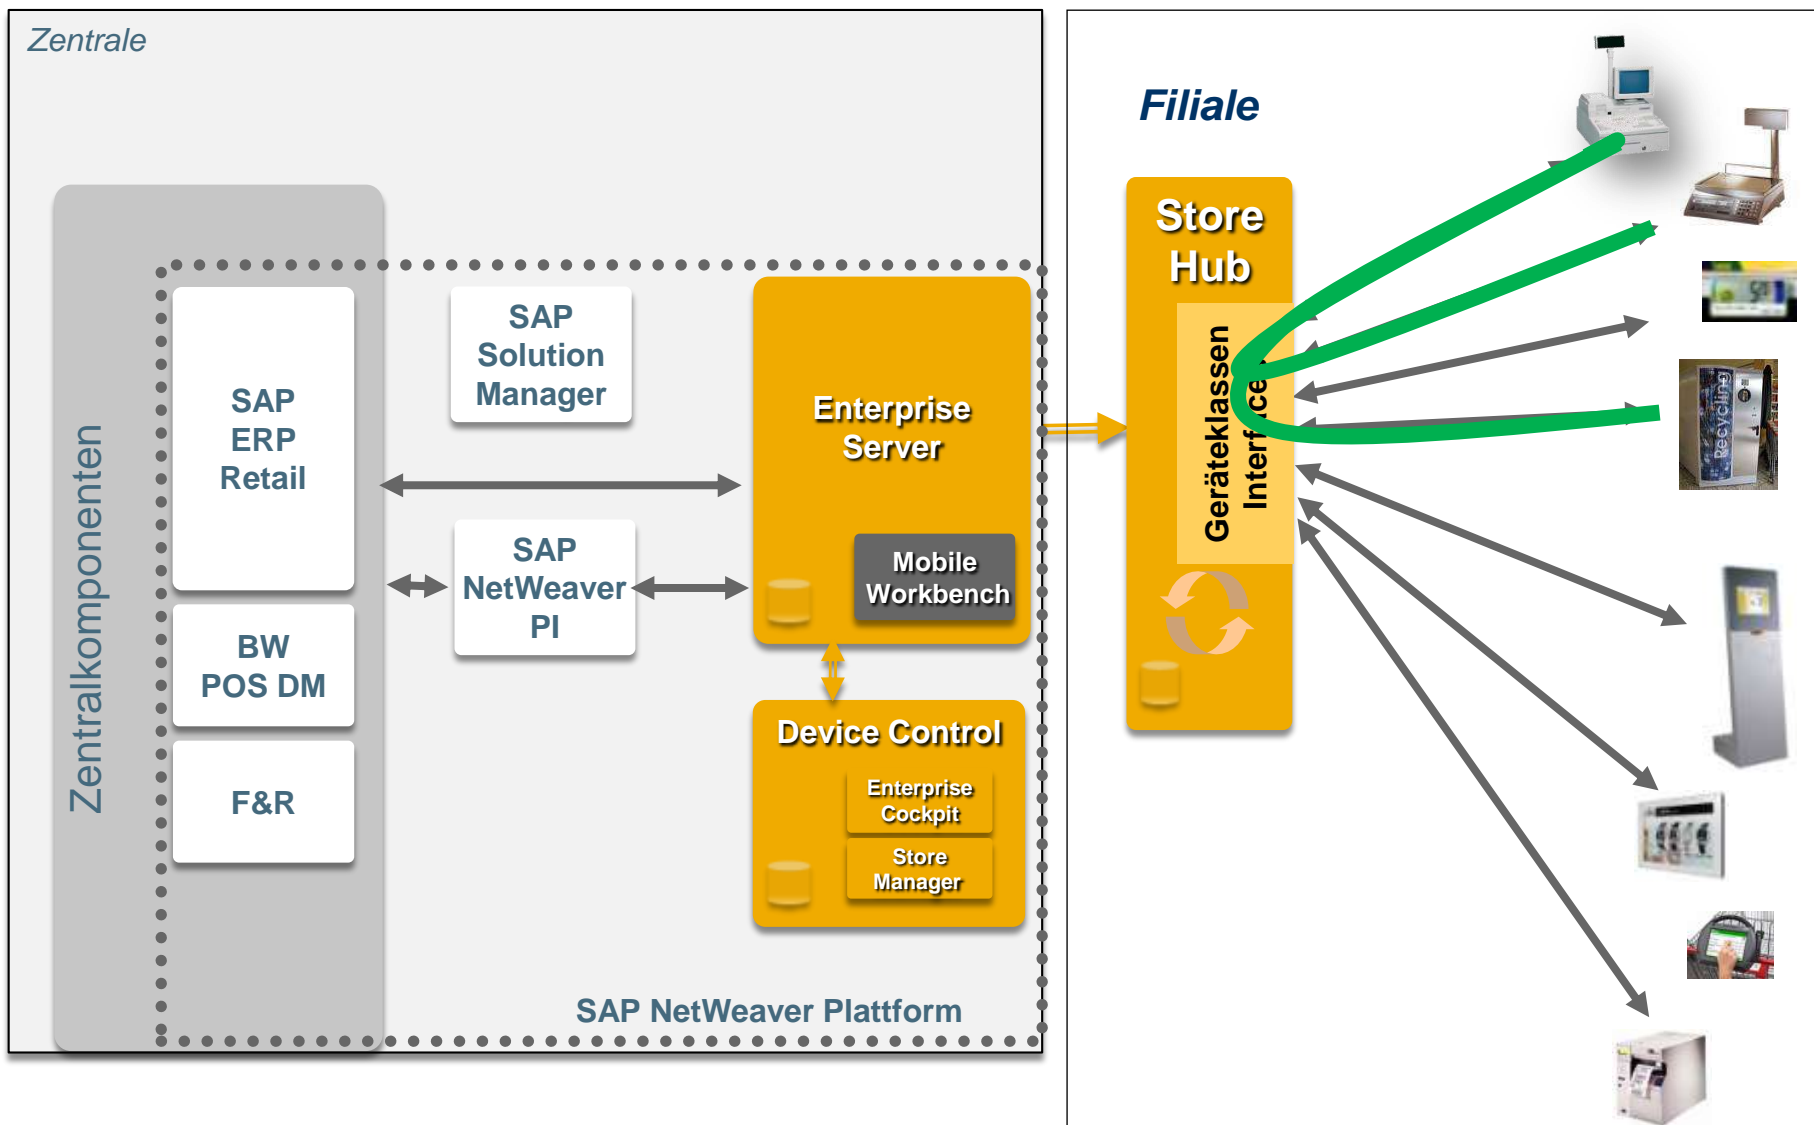 Zentrale
Zentralkomponenten
SAP
ERP
Retail
BW
POS DM
F&R
SAP
Solution
Manager
SAP
NetWeaver
PI
Enterprise
Server
Mobile
Workbench
Device Control
Enterprise
Cockpit
Store
Manager
SAP NetWeaver Plattform
Filiale
Store
Hub
Geräteklassen
Interface
Recycling